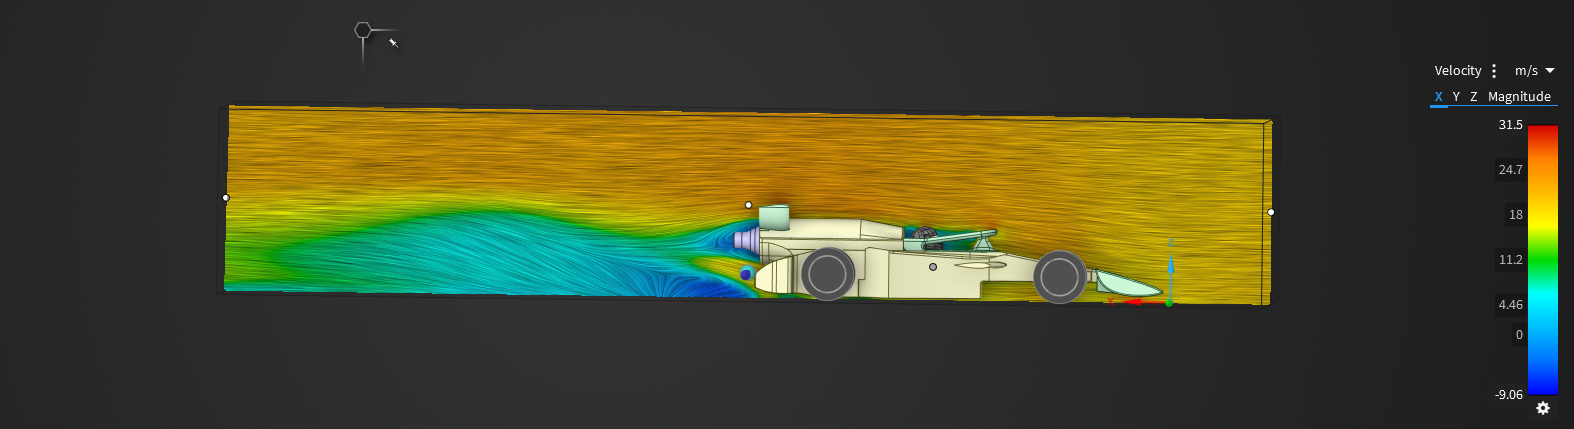 Velocity m/s
X Y Z Magnitude
31.5
24.7
18
11.2
4.46
0
-9.06
Z
X